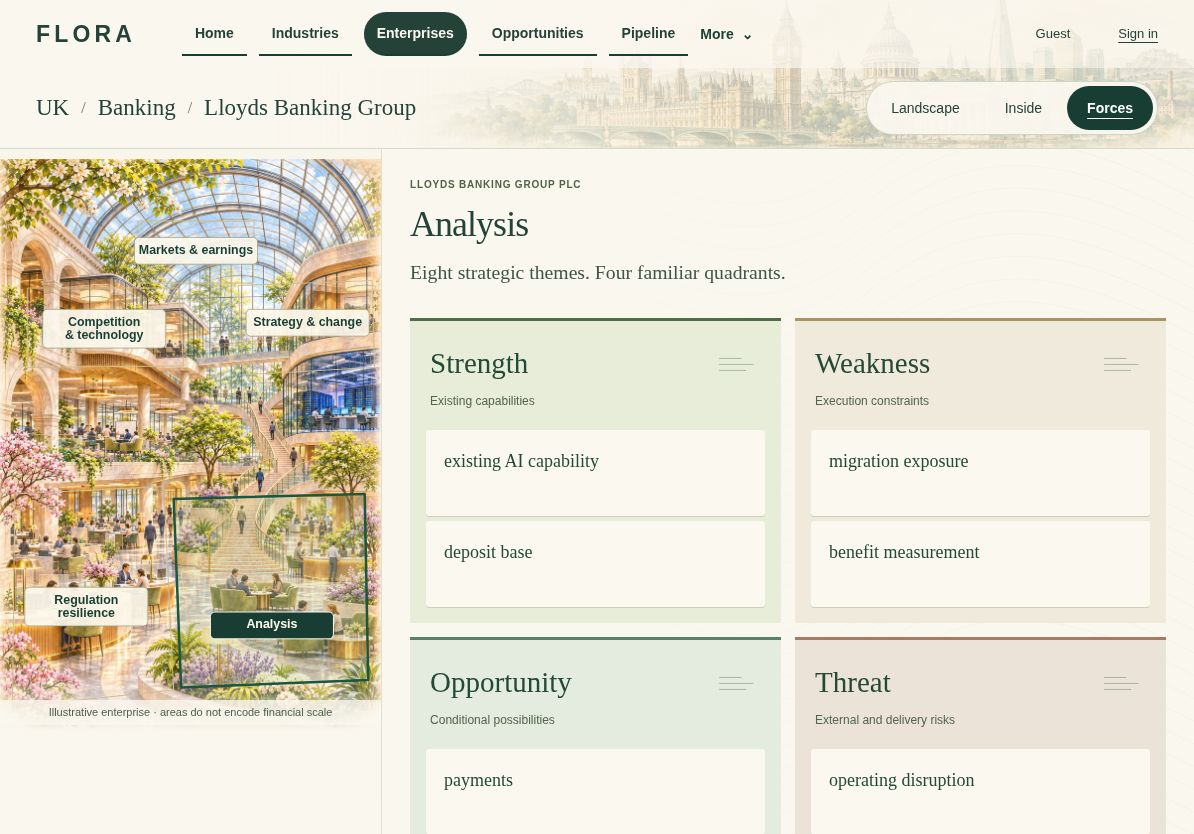 FLORA
Home
Industries
Enterprises
Opportunities
Pipeline
More
Guest
Sign in
UK / Banking / Lloyds Banking Group
Landscape
Inside
Forces
Markets & earnings
Competition
& technology
Strategy & change
Regulation
resilience
Analysis
Illustrative enterprise · areas do not encode financial scale
LLOYDS BANKING GROUP PLC
Analysis
Eight strategic themes. Four familiar quadrants.
Strength
Existing capabilities
existing AI capability
deposit base
Weakness
Execution constraints
migration exposure
benefit measurement
Opportunity
Conditional possibilities
payments
Threat
External and delivery risks
operating disruption